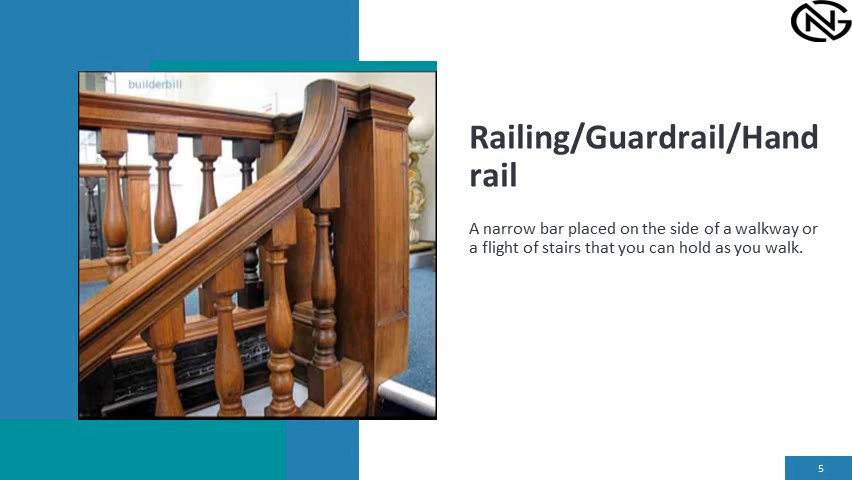 NG
builderbill
Railing/Guardrail/Hand
rail
A narrow bar placed on the side of a walkway or
a flight of stairs that you can hold as you walk.
5